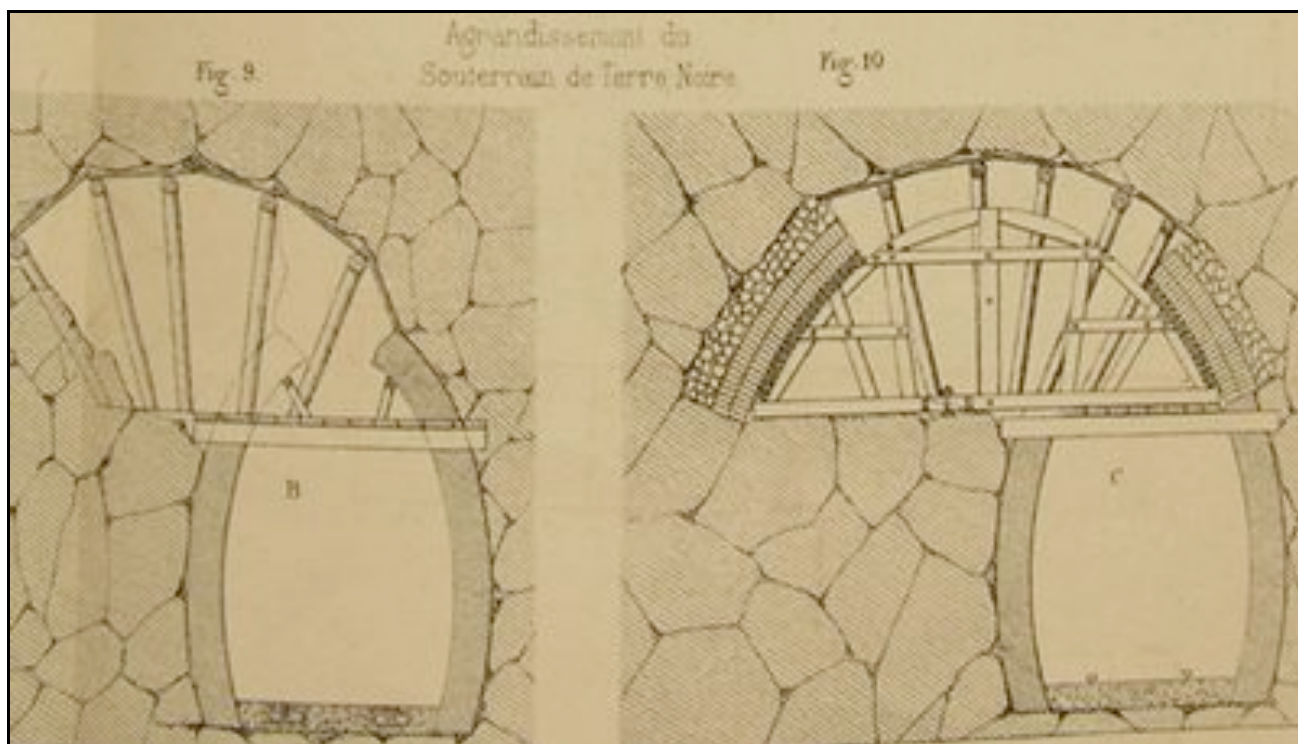 Agrandissement du
Souterrain de Terre Noire
Fig. 9.
Fig. 10
B
C